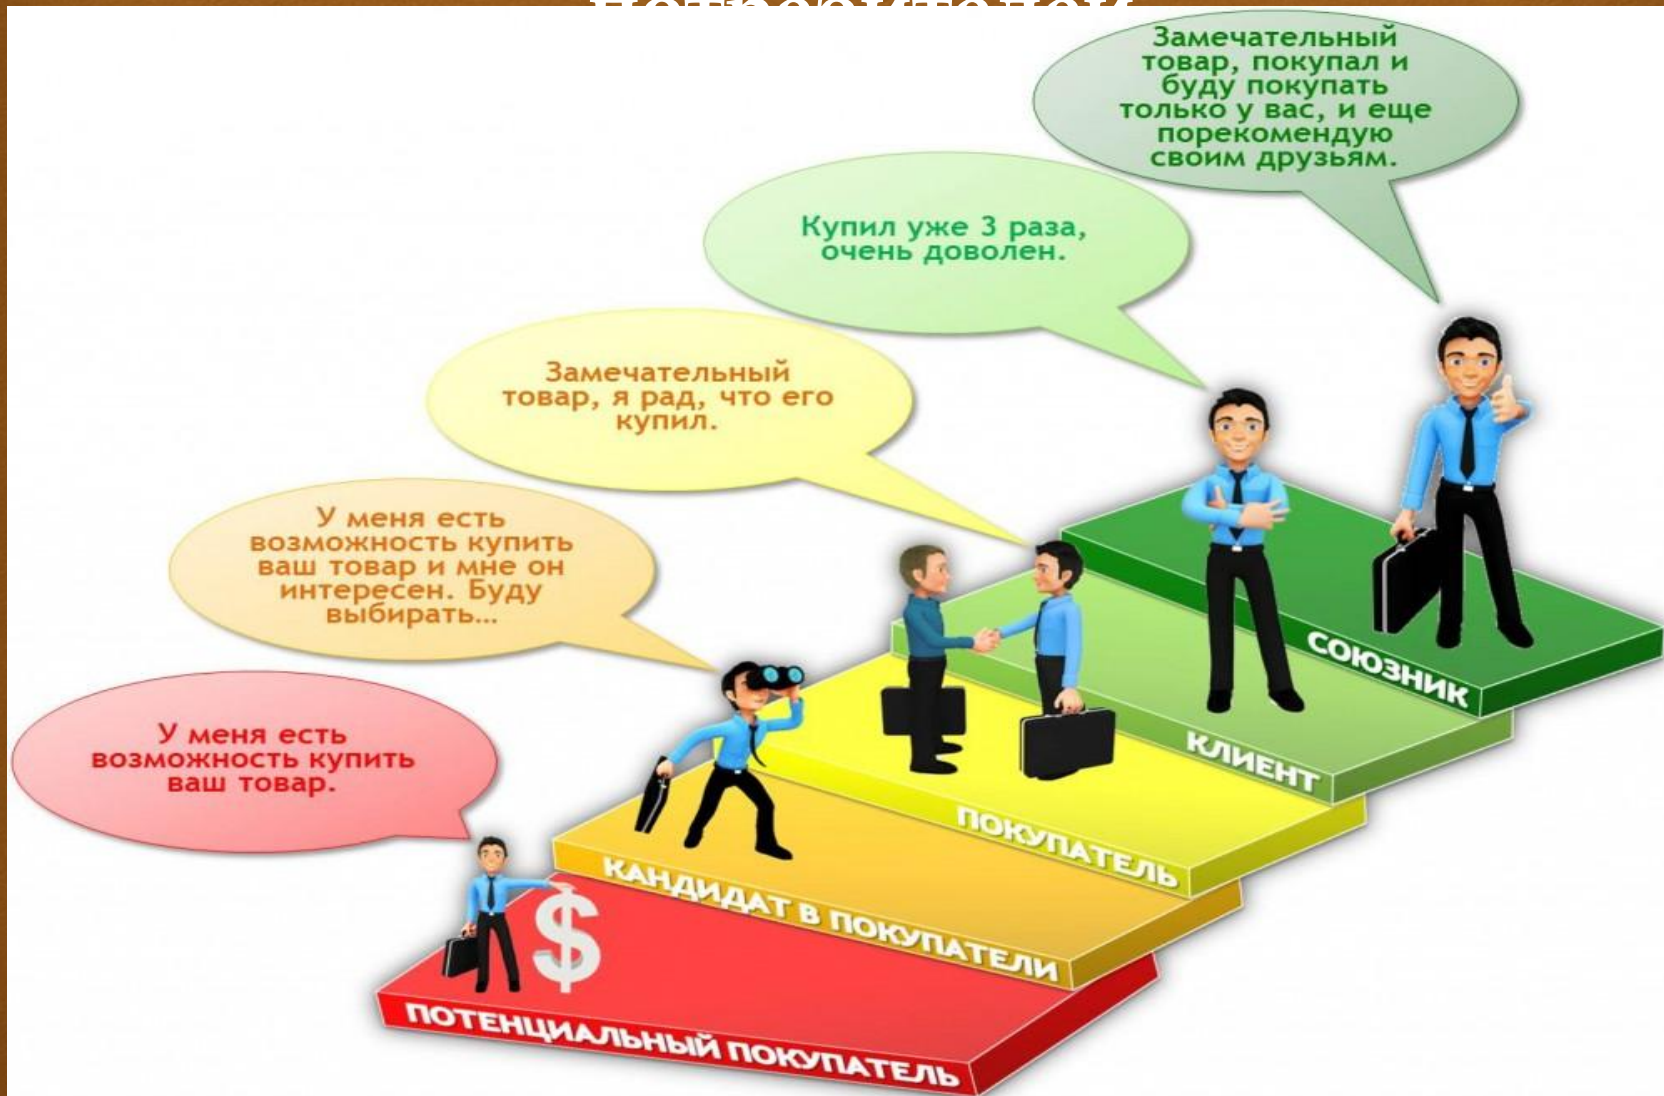 Замечательный
товар, покупал и
буду покупать
только у вас, и еще
порекомендую
своим друзьям.
Купил уже 3 раза,
очень доволен.
Замечательный
товар, я рад, что его
купил.
У меня есть
возможность купить
ваш товар и мне он
интересен. Буду
выбирать...
У меня есть
возможность купить
ваш товар.
СОЮЗНИК
КЛИЕНТ
ПОКУПАТЕЛЬ
КАНДИДАТ В ПОКУПАТЕЛИ
$
ПОТЕНЦИАЛЬНЫЙ ПОКУПАТЕЛЬ